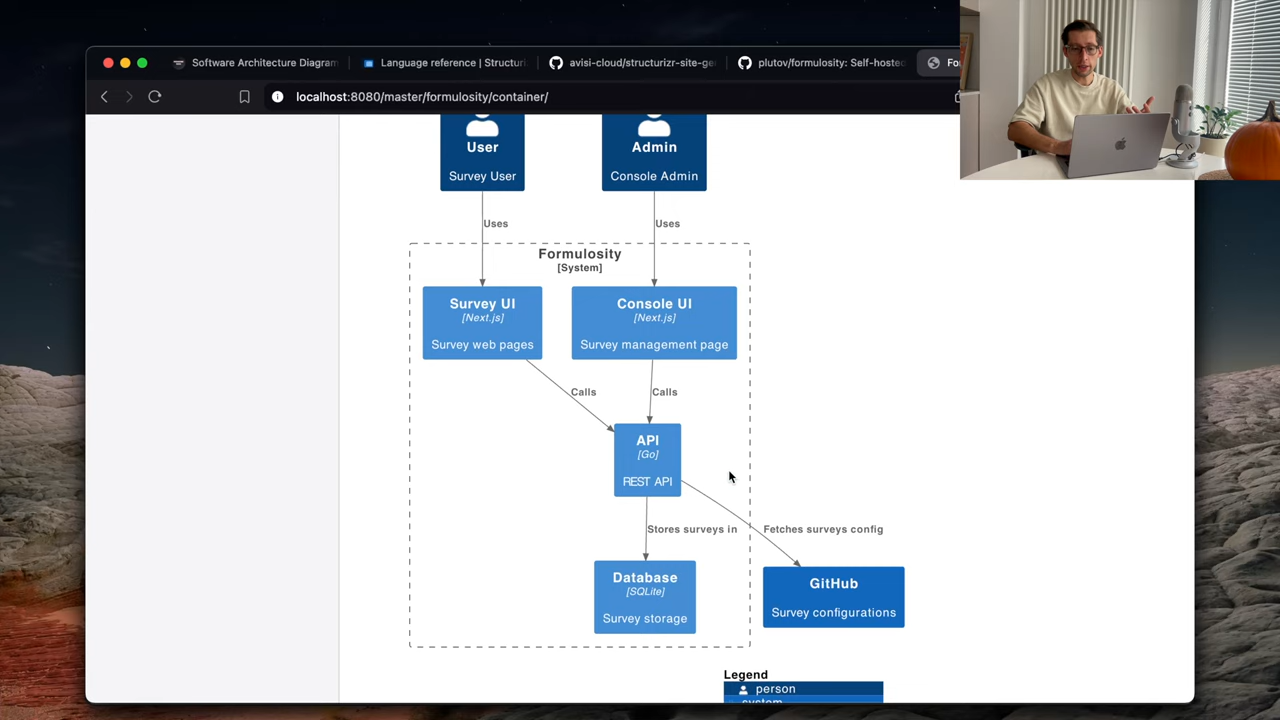 Software Architecture Diagram
Language reference | Structuri
avisi-cloud/structurizr-site-ge
plutov/formulosity: Self-hosted
For
localhost:8080/master/formulosity/container/
User
Survey User
Admin
Console Admin
Uses
Uses
Formulosity
[System]
Survey UI
[Next.js]
Survey web pages
Console UI
[Next.js]
Survey management page
Calls
Calls
API
[Go]
REST API
Stores surveys in
Fetches surveys config
Database
[SQLite]
Survey storage
GitHub
Survey configurations
Legend
person
system